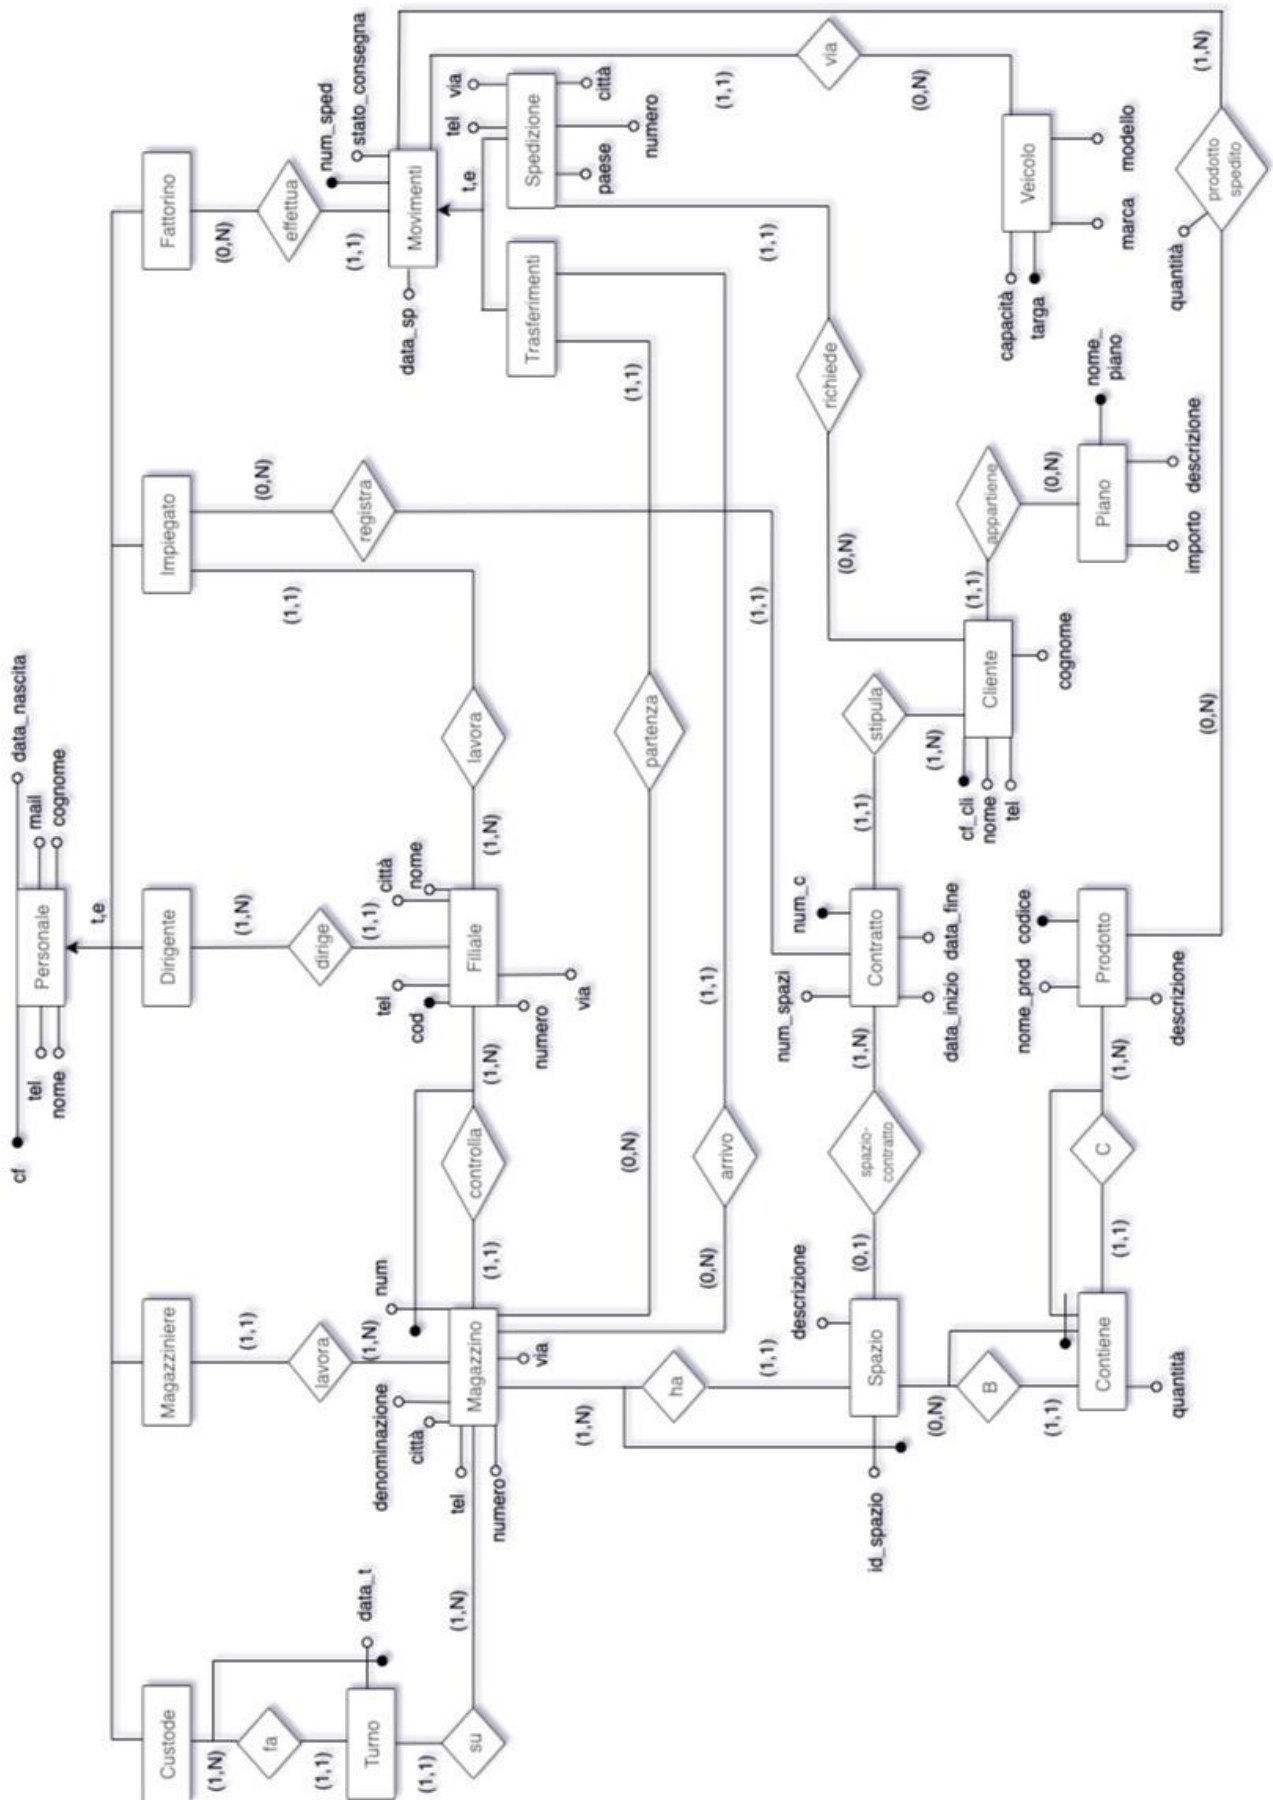 cf
data_nascita
tel
nome
Personale
mail
cognome
t,e
Custode
Magazziniere
Dirigente
Impiegato
Fattorino
(1,N)
(1,1)
(1,N)
(0,N)
(0,N)
fa
lavora
dirige
(1,1)
registra
effettua
num_sped
stato_consegna
(1,1)
(1,N)
(1,1)
(1,1)
data_t
Turno
denominazione
città
num
tel
cod
città
nome
data_sp
Movimenti
(1,1)
tel
numero
Magazzino
via
(1,1)
controlla
(1,N)
Filiale
numero
via
(1,N)
lavora
t,e
tel
via
su
(1,N)
Trasferimenti
Spedizione
paese
numero
città
(1,N)
ha
(0,N)
partenza
(1,1)
(1,1)
(0,N)
arrivo
(1,1)
(1,1)
(1,1)
via
descrizione
num_spazi
num_c
richiede
(0,N)
id_spazio
Spazio
(0,1)
spazio-
contratto
(1,N)
Contratto
(1,1)
stipula
(0,N)
data_inizio
data_fine
(1,N)
cf_cli
nome
tel
Cliente
cognome
(1,1)
appartiene
(0,N)
capacità
targa
Veicolo
marca
modello
(0,N)
B
(1,1)
nome_prod
codice
Piano
nome_
piano
importo
descrizione
Contiene
quantità
(1,1)
C
(1,N)
Prodotto
descrizione
(0,N)
quantità
prodotto
spedito
(1,N)